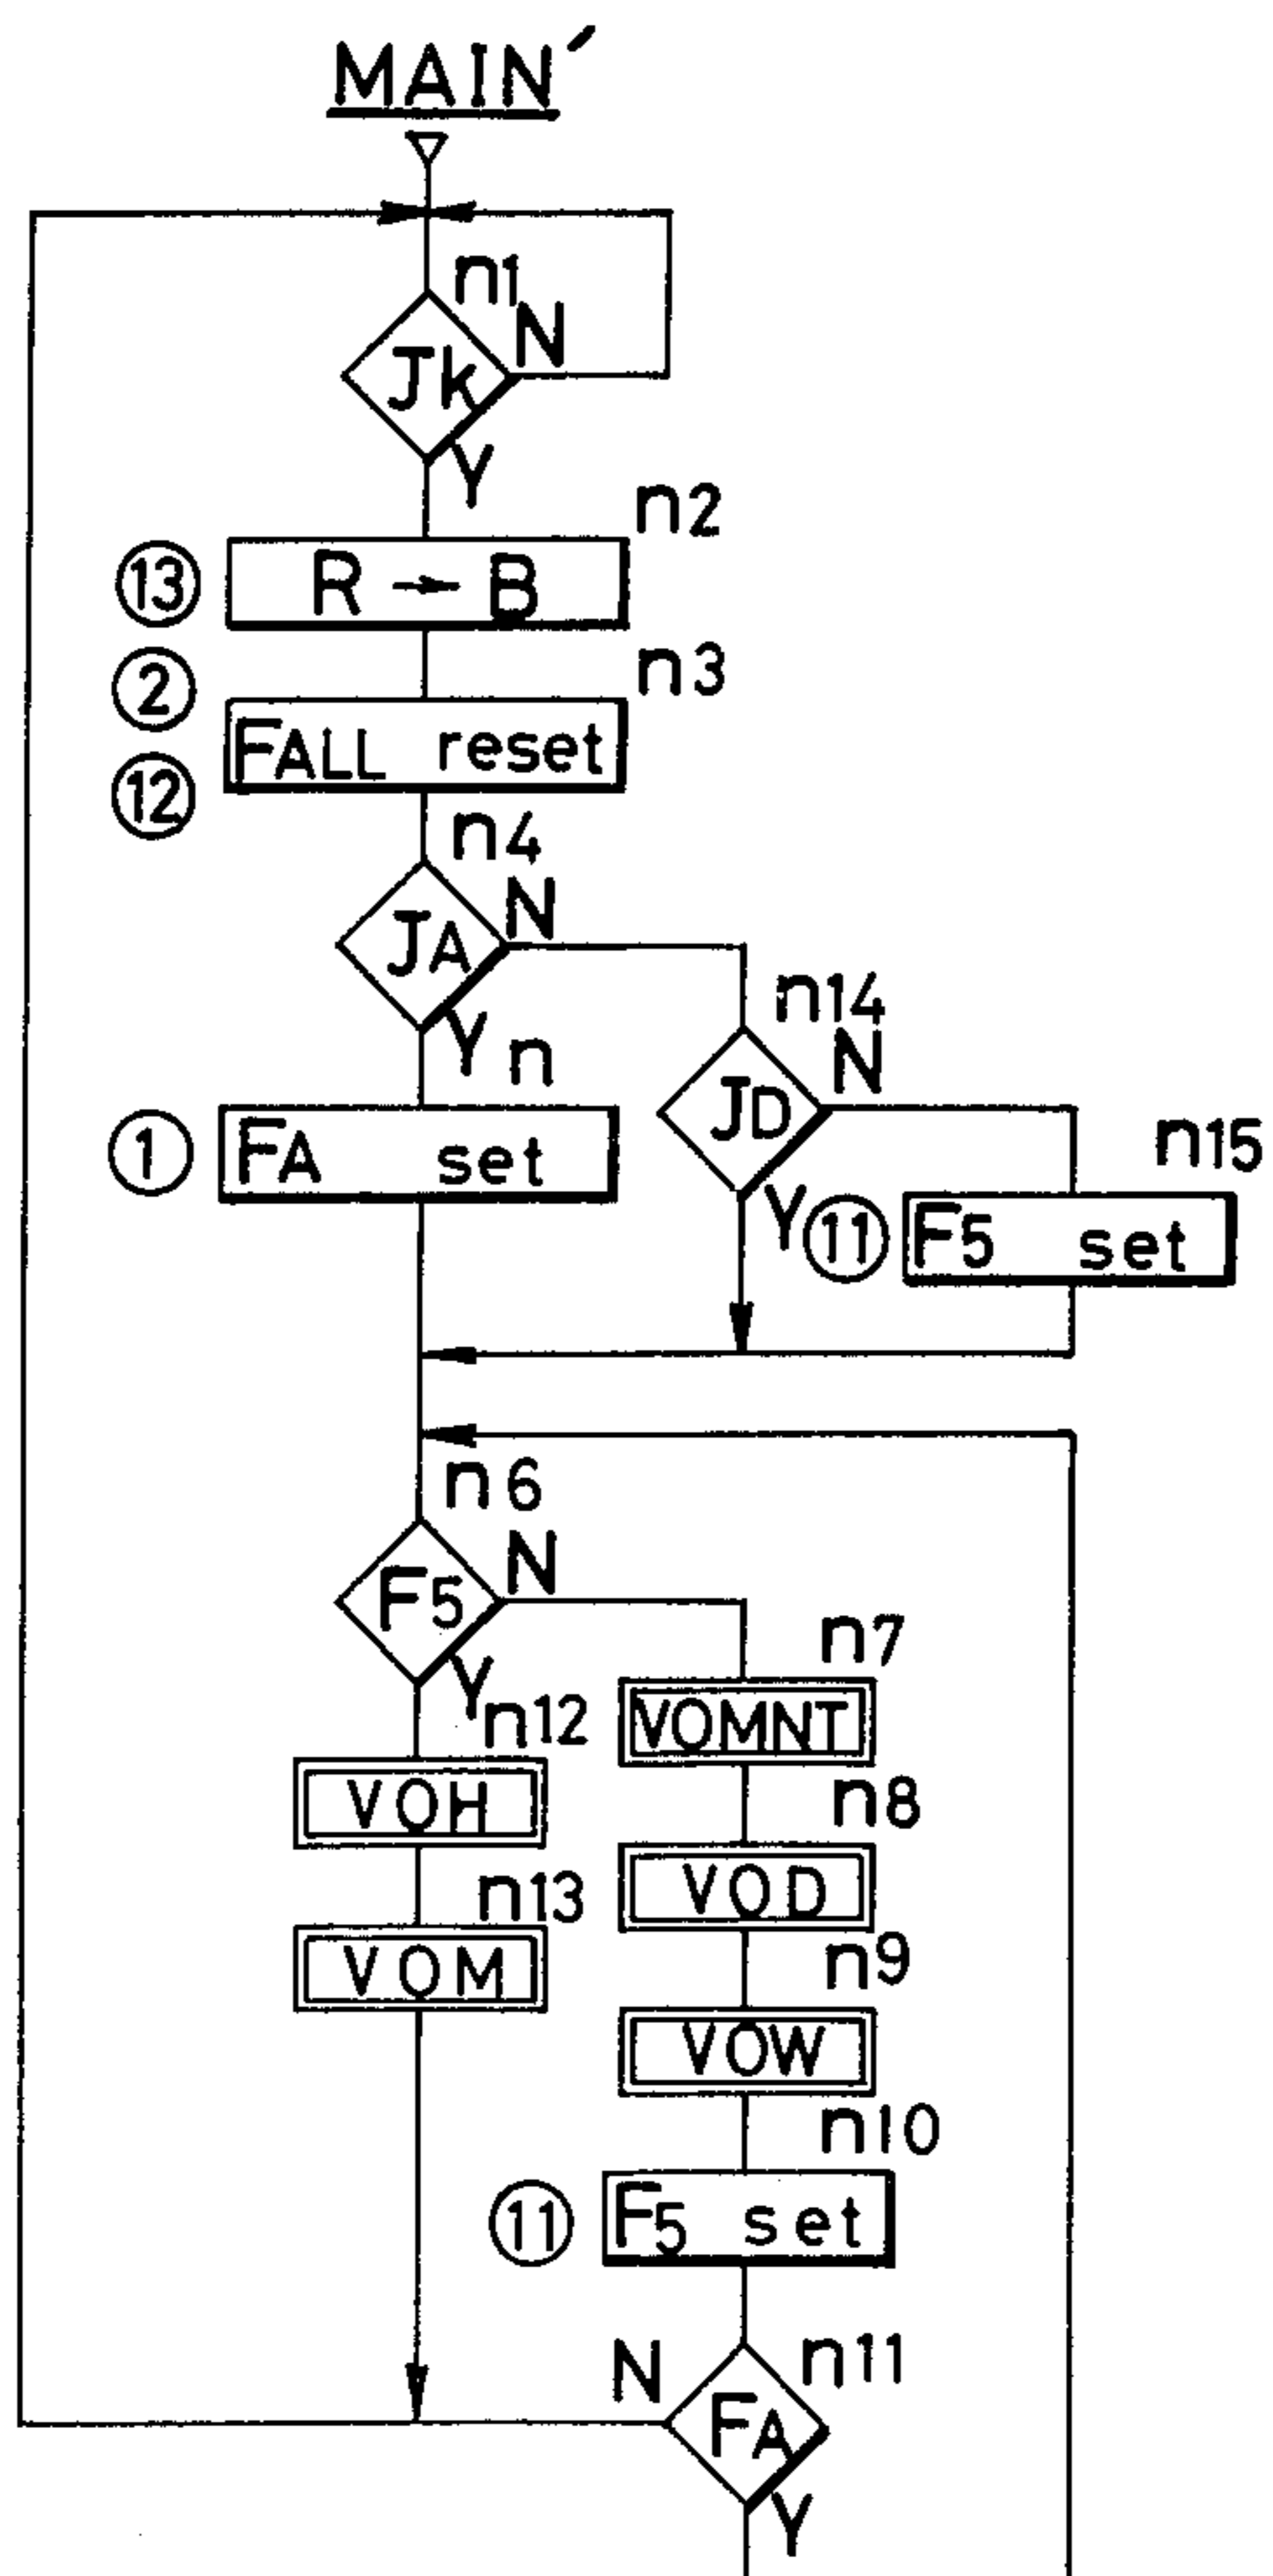 MAIN′
n1
JK N
Y
n2
⑬ R → B
② n3
FALL reset
⑫
n4
JA N
Y n
n14
JD N
① FA set
n15
Y ⑪ F5 set
n6
F5 N
Y
n7
VOMNT
n12
VOH
n8
VOD
n13
VOM
n9
VOW
n10
⑪ F5 set
N n11
FA
Y